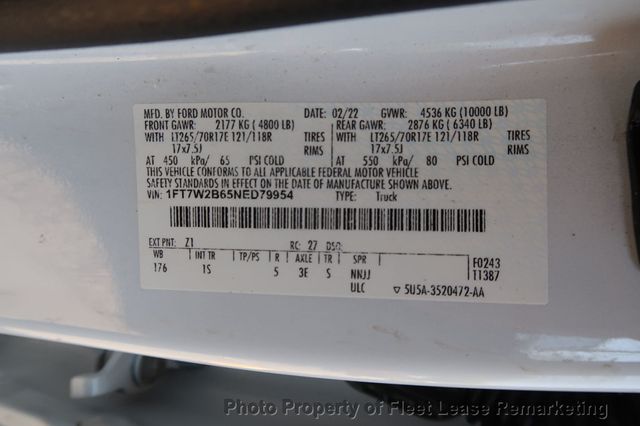 MFD. BY FORD MOTOR CO. DATE: 02/22 GVWR: 4536 KG (10000 LB)
FRONT GAWR: 2177 KG (4800 LB) REAR GAWR: 2876 KG (6340 LB)
WITH LT265/70R17E 121/118R TIRES WITH LT265/70R17E 121/118R TIRES
17x7.5J RIMS 17x7.5J RIMS
AT 450 kPa/ 65 PSI COLD AT 550 kPa/ 80 PSI COLD
THIS VEHICLE CONFORMS TO ALL APPLICABLE FEDERAL MOTOR VEHICLE
SAFETY STANDARDS IN EFFECT ON THE DATE OF MANUFACTURE SHOWN ABOVE.
VIN: 1FT7W2B65NED79954 TYPE: Truck
EXT PNT: Z1 RC: 27 DSO:
WB INT TR TP/PS R AXLE TR SPR F0243
176 1S 5 3E S NNJJ T1387
ULC ▽ 5U5A-3520472-AA
Photo Property of Fleet Lease Remarketing